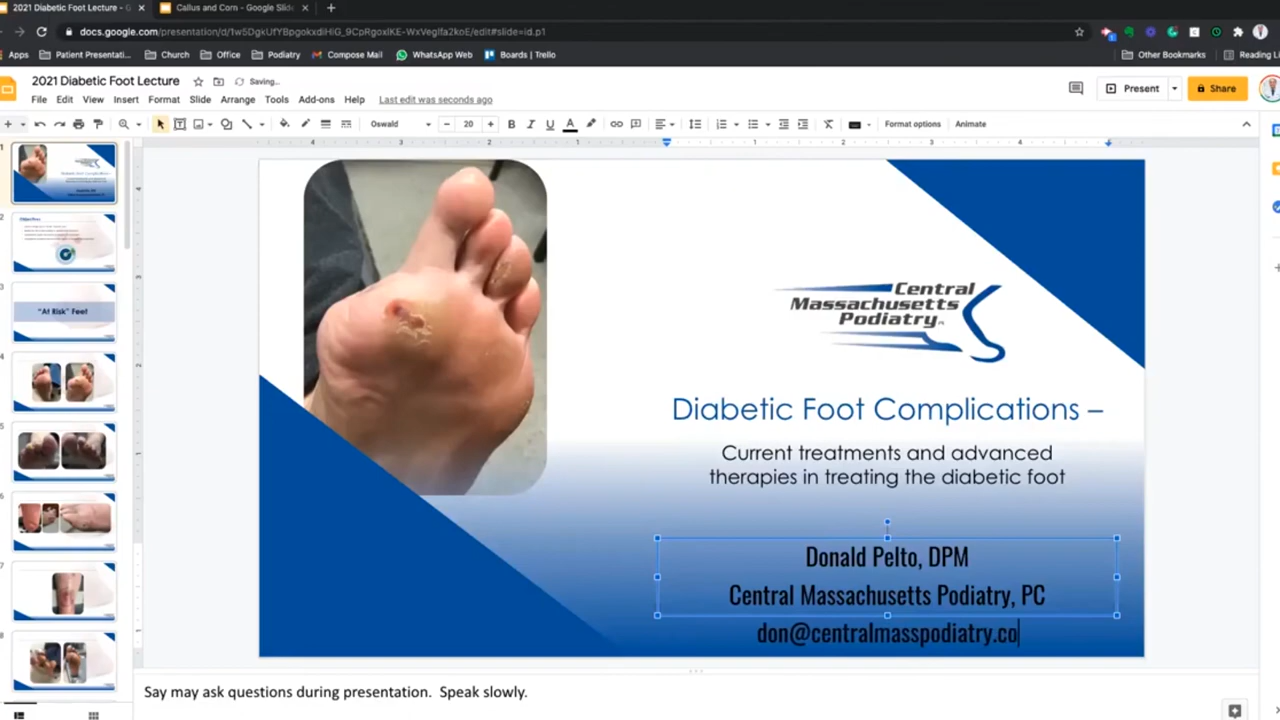 2021 Diabetic Foot Lecture - G
Callus and Corn - Google Slid
docs.google.com/presentation/d/1w5DgkUfYBpgokxdiHiG_9CpRgoxlKE-WxVeglfa2koE/edit#slide=id.p1
Apps
Patient Presentati...
Church
Office
Podiatry
Compose Mail
WhatsApp Web
Boards | Trello
Other Bookmarks
Reading Li
2021 Diabetic Foot Lecture
Saving...
File Edit View Insert Format Slide Arrange Tools Add-ons Help
Last edit was seconds ago
Present
Share
Oswald
20
Format options
Animate
Objectives
"At Risk" Feet
Central
Massachusetts
Podiatry
Diabetic Foot Complications –
Current treatments and advanced
therapies in treating the diabetic foot
Donald Pelto, DPM
Central Massachusetts Podiatry, PC
don@centralmasspodiatry.co
Say may ask questions during presentation. Speak slowly.